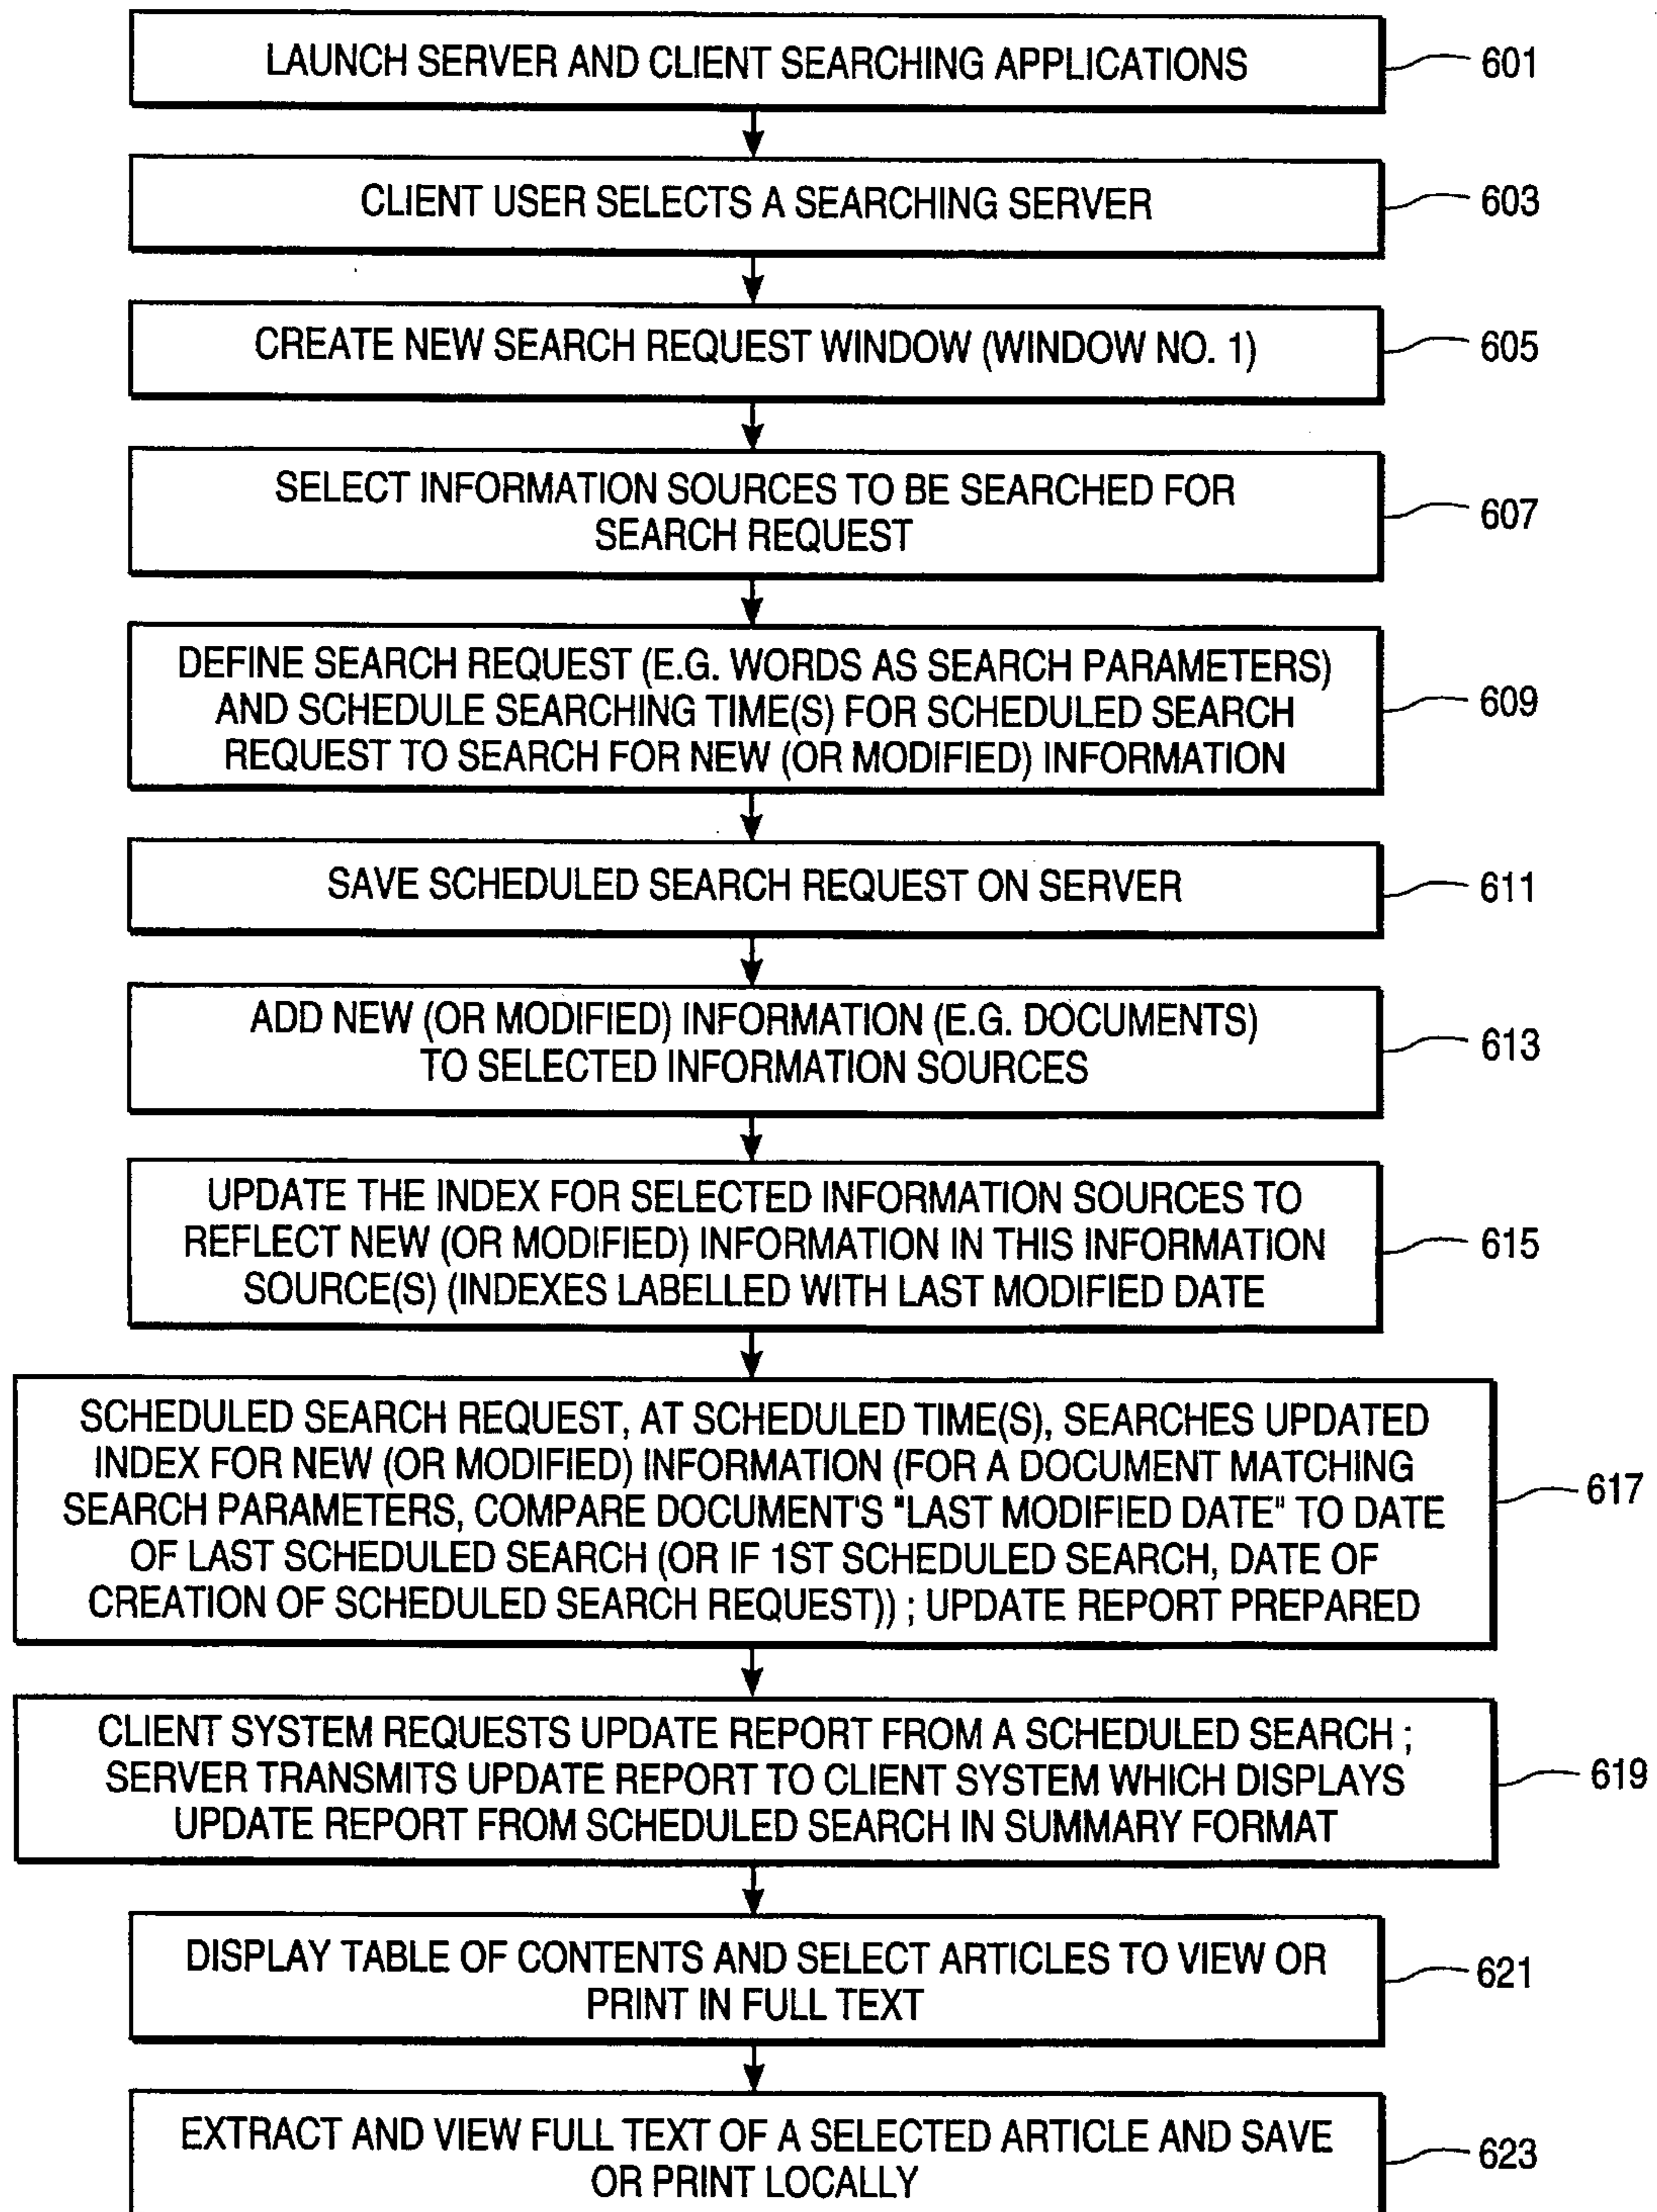 LAUNCH SERVER AND CLIENT SEARCHING APPLICATIONS
601
CLIENT USER SELECTS A SEARCHING SERVER
603
CREATE NEW SEARCH REQUEST WINDOW (WINDOW NO. 1)
605
SELECT INFORMATION SOURCES TO BE SEARCHED FOR
SEARCH REQUEST
607
DEFINE SEARCH REQUEST (E.G. WORDS AS SEARCH PARAMETERS)
AND SCHEDULE SEARCHING TIME(S) FOR SCHEDULED SEARCH
REQUEST TO SEARCH FOR NEW (OR MODIFIED) INFORMATION
609
SAVE SCHEDULED SEARCH REQUEST ON SERVER
611
ADD NEW (OR MODIFIED) INFORMATION (E.G. DOCUMENTS)
TO SELECTED INFORMATION SOURCES
613
UPDATE THE INDEX FOR SELECTED INFORMATION SOURCES TO
REFLECT NEW (OR MODIFIED) INFORMATION IN THIS INFORMATION
SOURCE(S) (INDEXES LABELLED WITH LAST MODIFIED DATE
615
SCHEDULED SEARCH REQUEST, AT SCHEDULED TIME(S), SEARCHES UPDATED
INDEX FOR NEW (OR MODIFIED) INFORMATION (FOR A DOCUMENT MATCHING
SEARCH PARAMETERS, COMPARE DOCUMENT'S "LAST MODIFIED DATE" TO DATE
OF LAST SCHEDULED SEARCH (OR IF 1ST SCHEDULED SEARCH, DATE OF
CREATION OF SCHEDULED SEARCH REQUEST)) ; UPDATE REPORT PREPARED
617
CLIENT SYSTEM REQUESTS UPDATE REPORT FROM A SCHEDULED SEARCH ;
SERVER TRANSMITS UPDATE REPORT TO CLIENT SYSTEM WHICH DISPLAYS
UPDATE REPORT FROM SCHEDULED SEARCH IN SUMMARY FORMAT
619
DISPLAY TABLE OF CONTENTS AND SELECT ARTICLES TO VIEW OR
PRINT IN FULL TEXT
621
EXTRACT AND VIEW FULL TEXT OF A SELECTED ARTICLE AND SAVE
OR PRINT LOCALLY
623